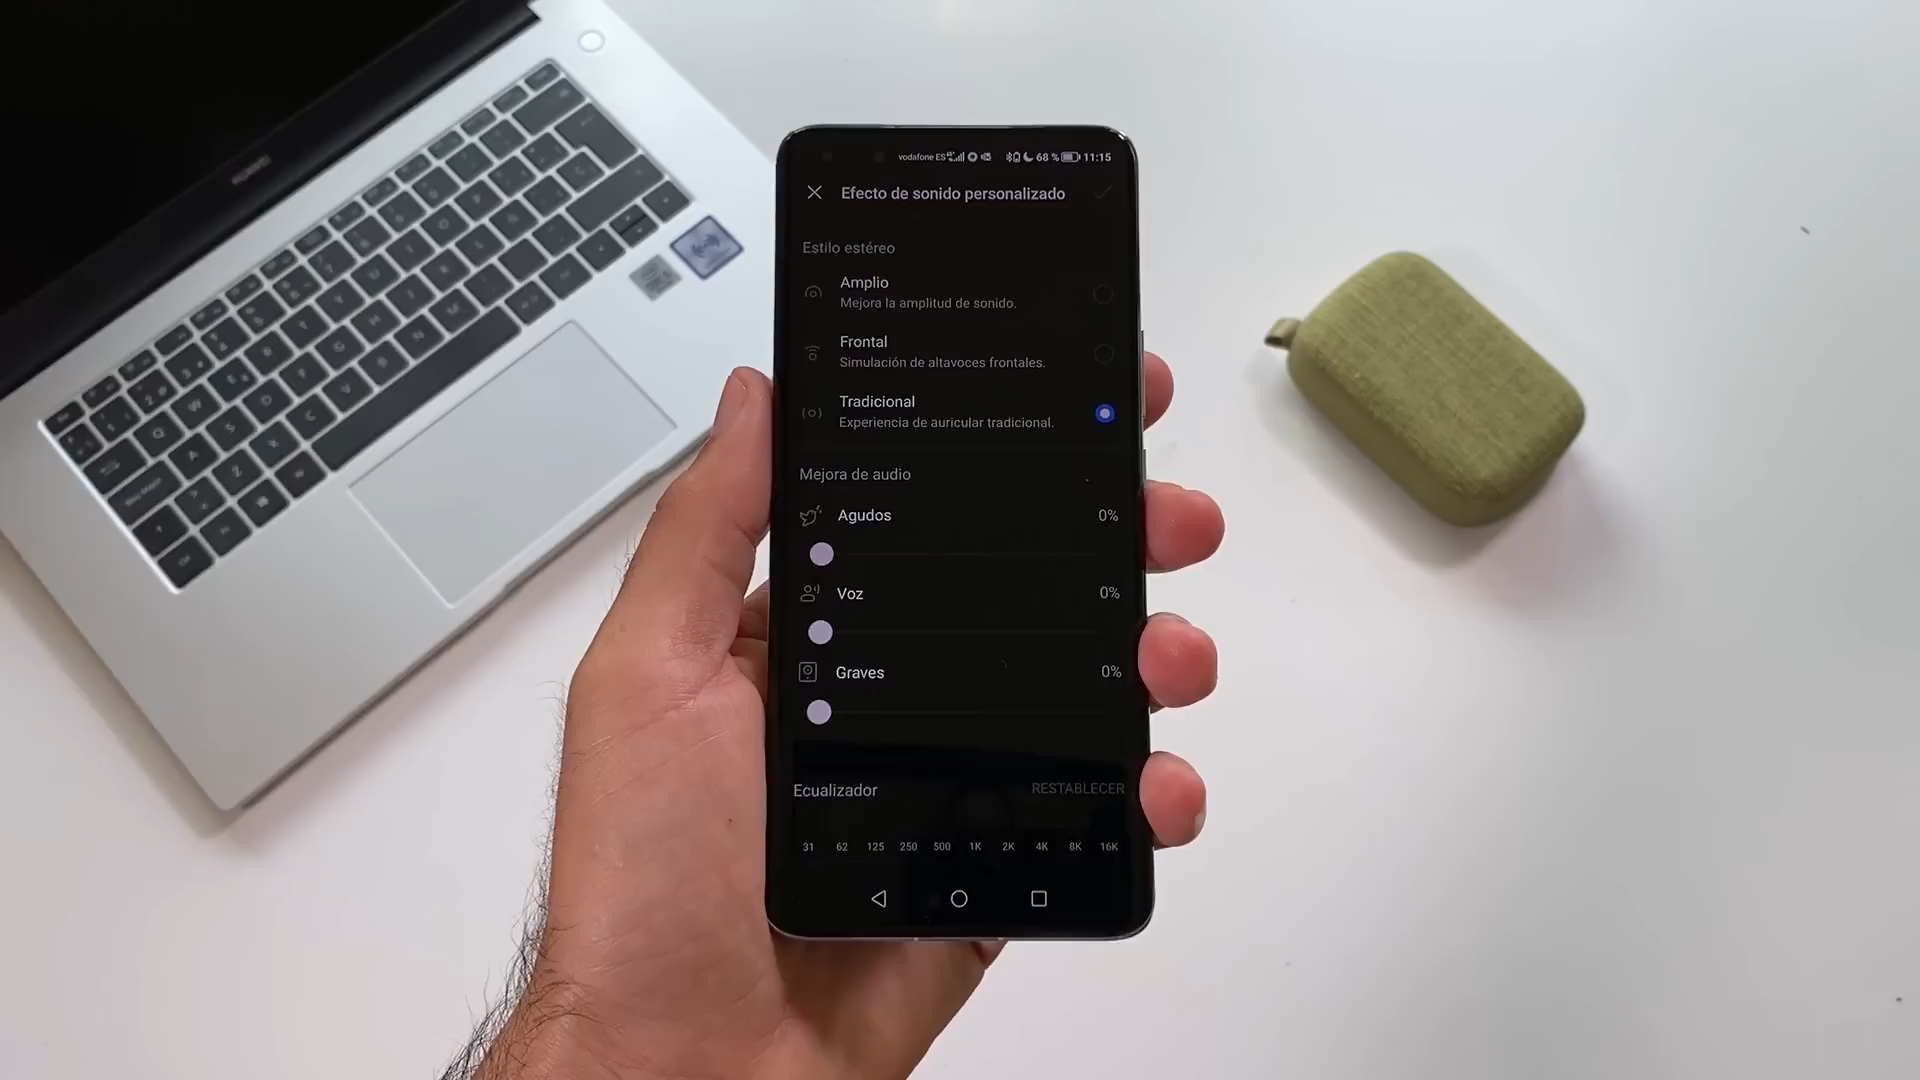 HUAWEI
vodafone ES 68 % 11:15
Efecto de sonido personalizado
Estilo estéreo
Amplio
Mejora la amplitud de sonido.
Frontal
Simulación de altavoces frontales.
Tradicional
Experiencia de auricular tradicional.
Mejora de audio
Agudos 0%
Voz 0%
Graves 0%
Ecualizador RESTABLECER
31 62 125 250 500 1K 2K 4K 8K 16K